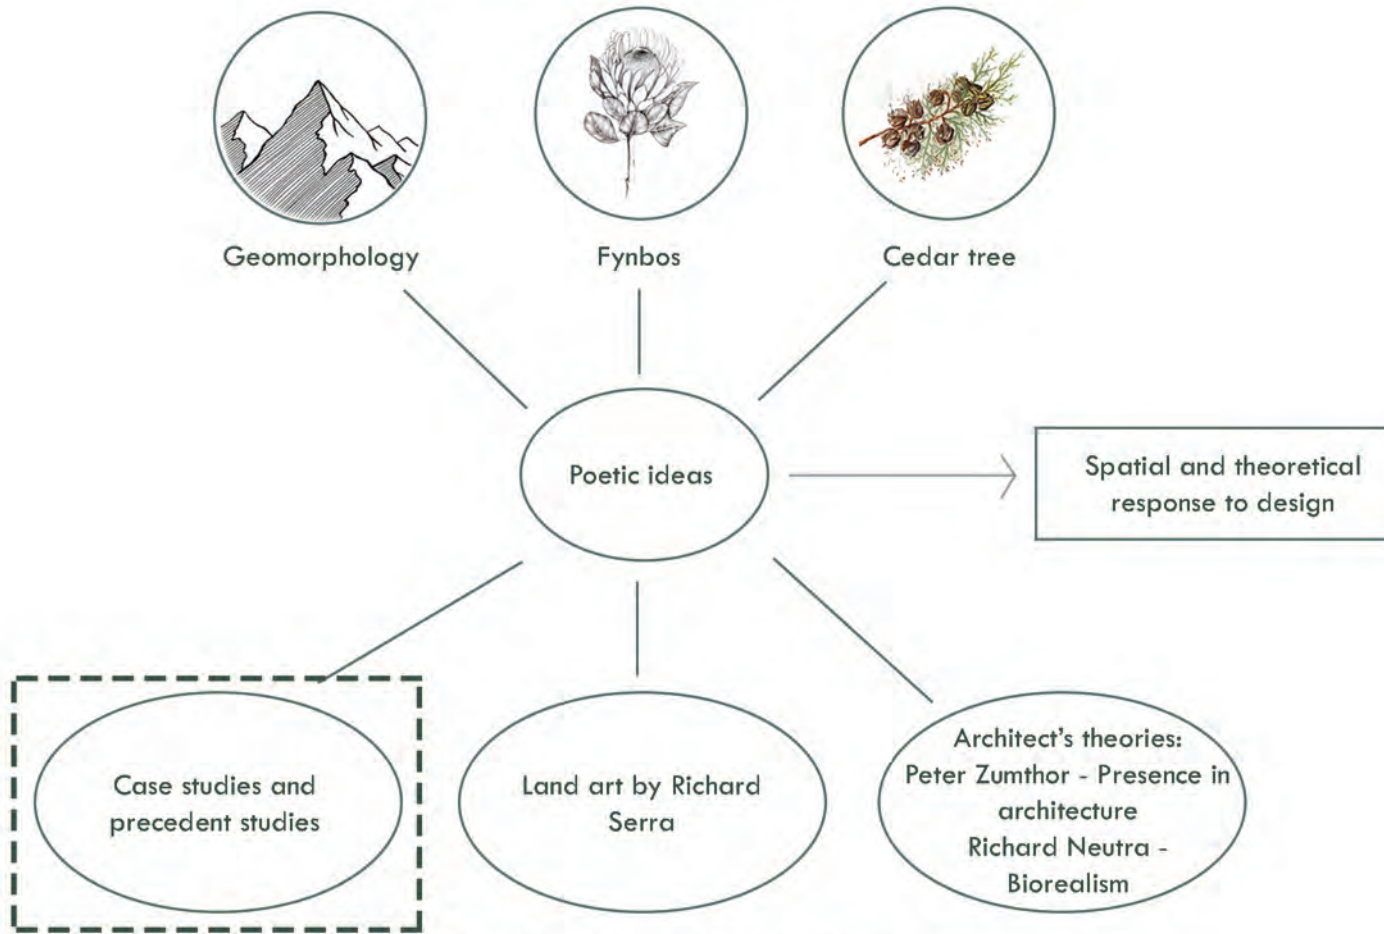 Geomorphology
Fynbos
Cedar tree
Poetic ideas
Spatial and theoretical
response to design
Case studies and
precedent studies
Land art by Richard
Serra
Architect's theories:
Peter Zumthor - Presence in
architecture
Richard Neutra -
Biorealism